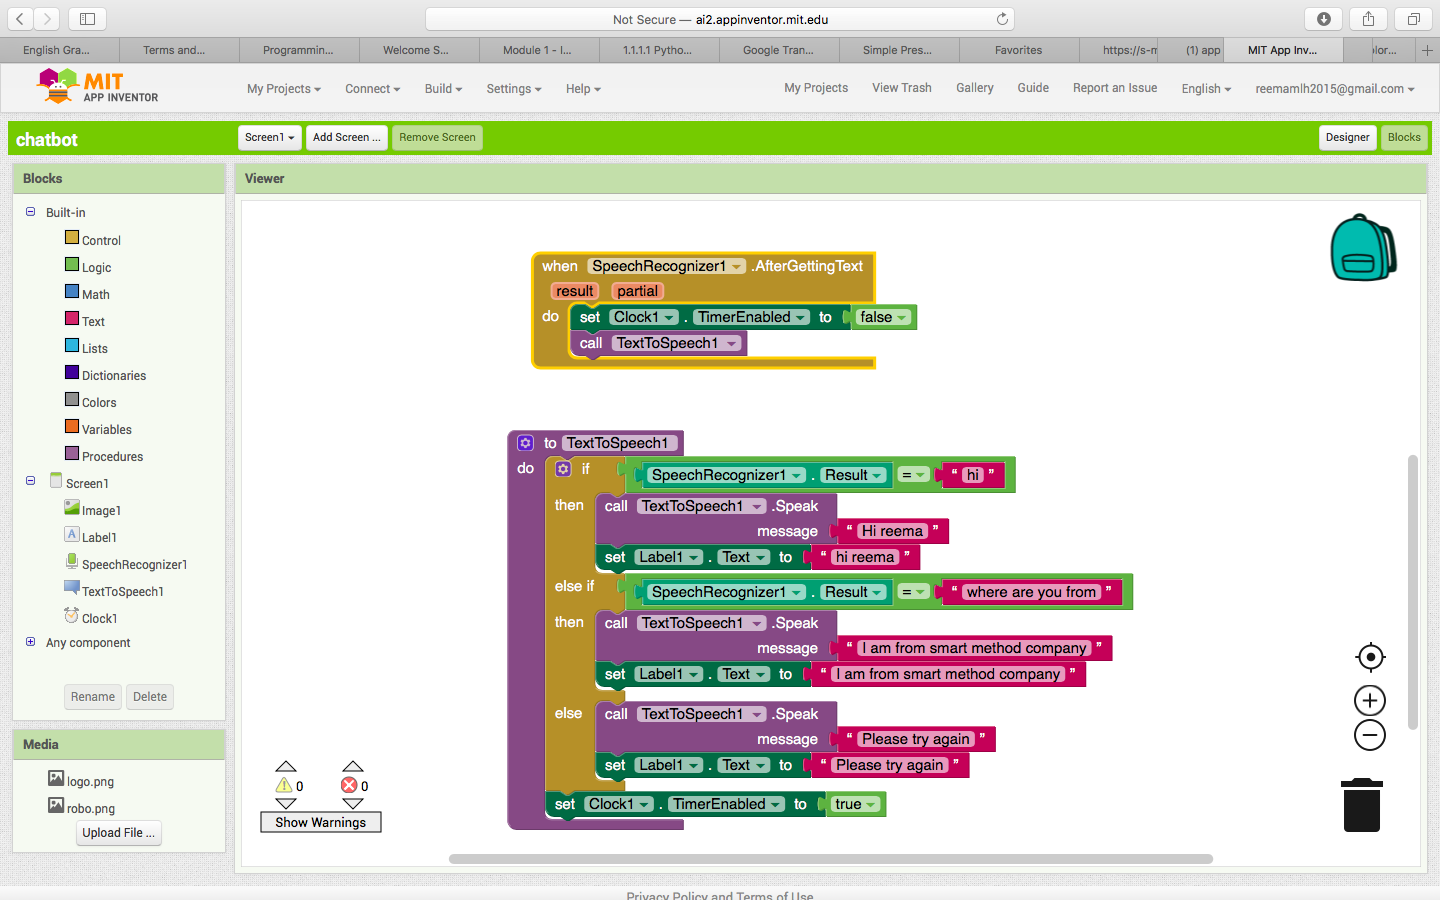 Not Secure — ai2.appinventor.mit.edu
English Gra...
Terms and...
Programmin...
Welcome S...
Module 1 - I...
1.1.1.1 Pytho...
Google Tran...
Simple Pres...
Favorites
https://s-m
(1) app
MIT App Inv...
lor...
MIT
APP INVENTOR
My Projects
Connect
Build
Settings
Help
My Projects
View Trash
Gallery
Guide
Report an Issue
English
reemamlh2015@gmail.com
chatbot
Screen1
Add Screen ...
Remove Screen
Designer
Blocks
Blocks
Built-in
Control
Logic
Math
Text
Lists
Dictionaries
Colors
Variables
Procedures
Screen1
Image1
A Label1
SpeechRecognizer1
TextToSpeech1
Clock1
Any component
Rename
Delete
Media
logo.png
robo.png
Upload File ...
Viewer
when SpeechRecognizer1 .AfterGettingText
result partial
do set Clock1 . TimerEnabled to false
call TextToSpeech1
to TextToSpeech1
do if SpeechRecognizer1 . Result = “ hi ”
then call TextToSpeech1 .Speak
message “ Hi reema ”
set Label1 . Text to “ hi reema ”
else if SpeechRecognizer1 . Result = “ where are you from ”
then call TextToSpeech1 .Speak
message “ I am from smart method company ”
set Label1 . Text to “ I am from smart method company ”
else call TextToSpeech1 .Speak
message “ Please try again ”
set Label1 . Text to “ Please try again ”
set Clock1 . TimerEnabled to true
0
0
Show Warnings
Privacy Policy and Terms of Use